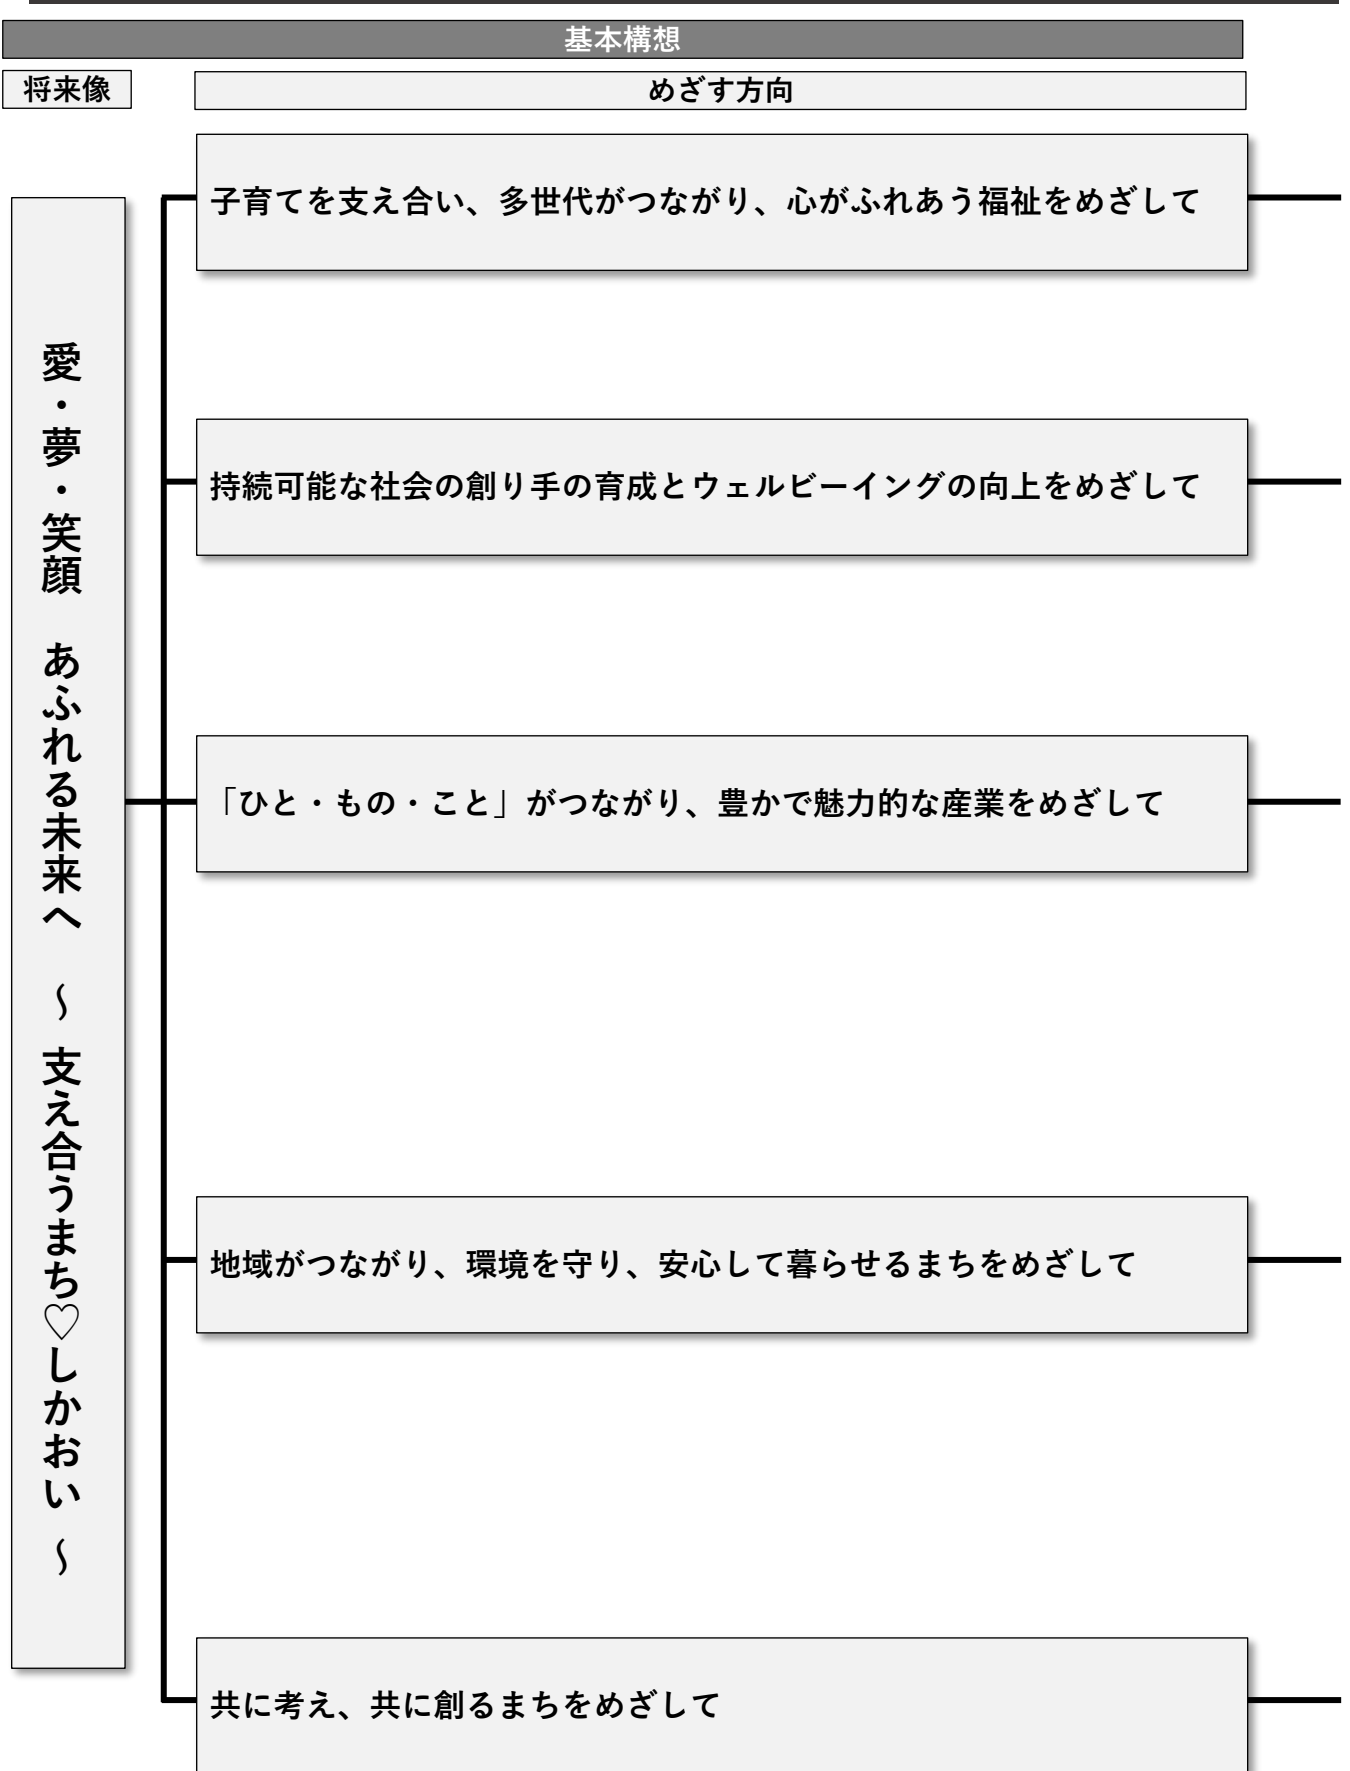 基本構想
将来像
めざす方向
愛・夢・笑顔　あふれる未来へ　～ 支え合うまち♡しかおい ～
子育てを支え合い、多世代がつながり、心がふれあう福祉をめざして
持続可能な社会の創り手の育成とウェルビーイングの向上をめざして
「ひと・もの・こと」がつながり、豊かで魅力的な産業をめざして
地域がつながり、環境を守り、安心して暮らせるまちをめざして
共に考え、共に創るまちをめざして